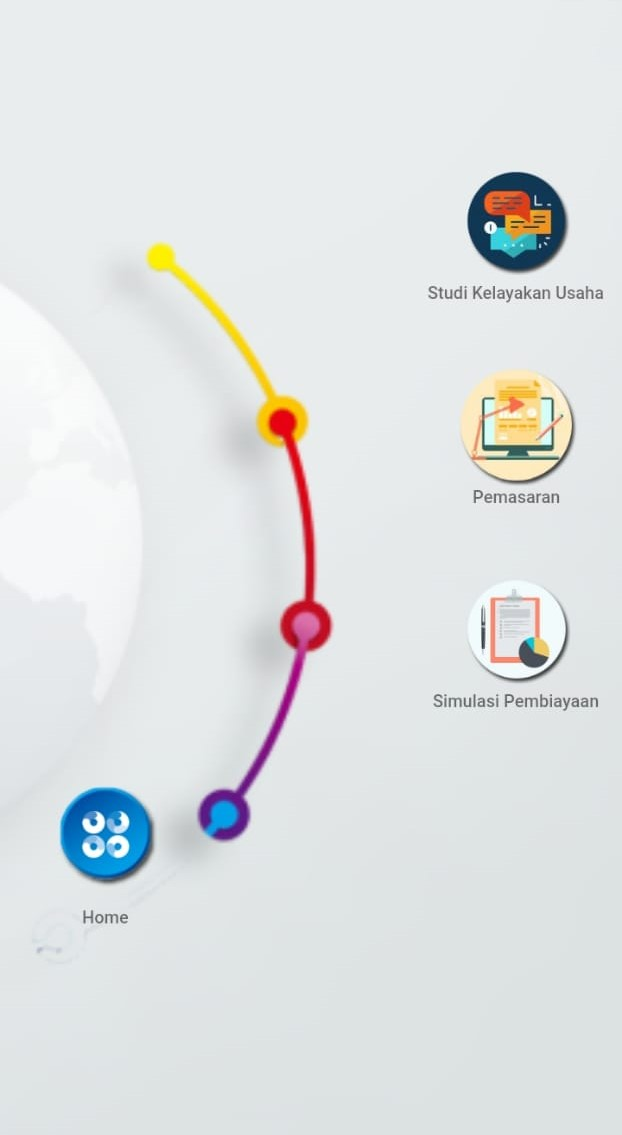 Studi Kelayakan Usaha
Pemasaran
Simulasi Pembiayaan
Home